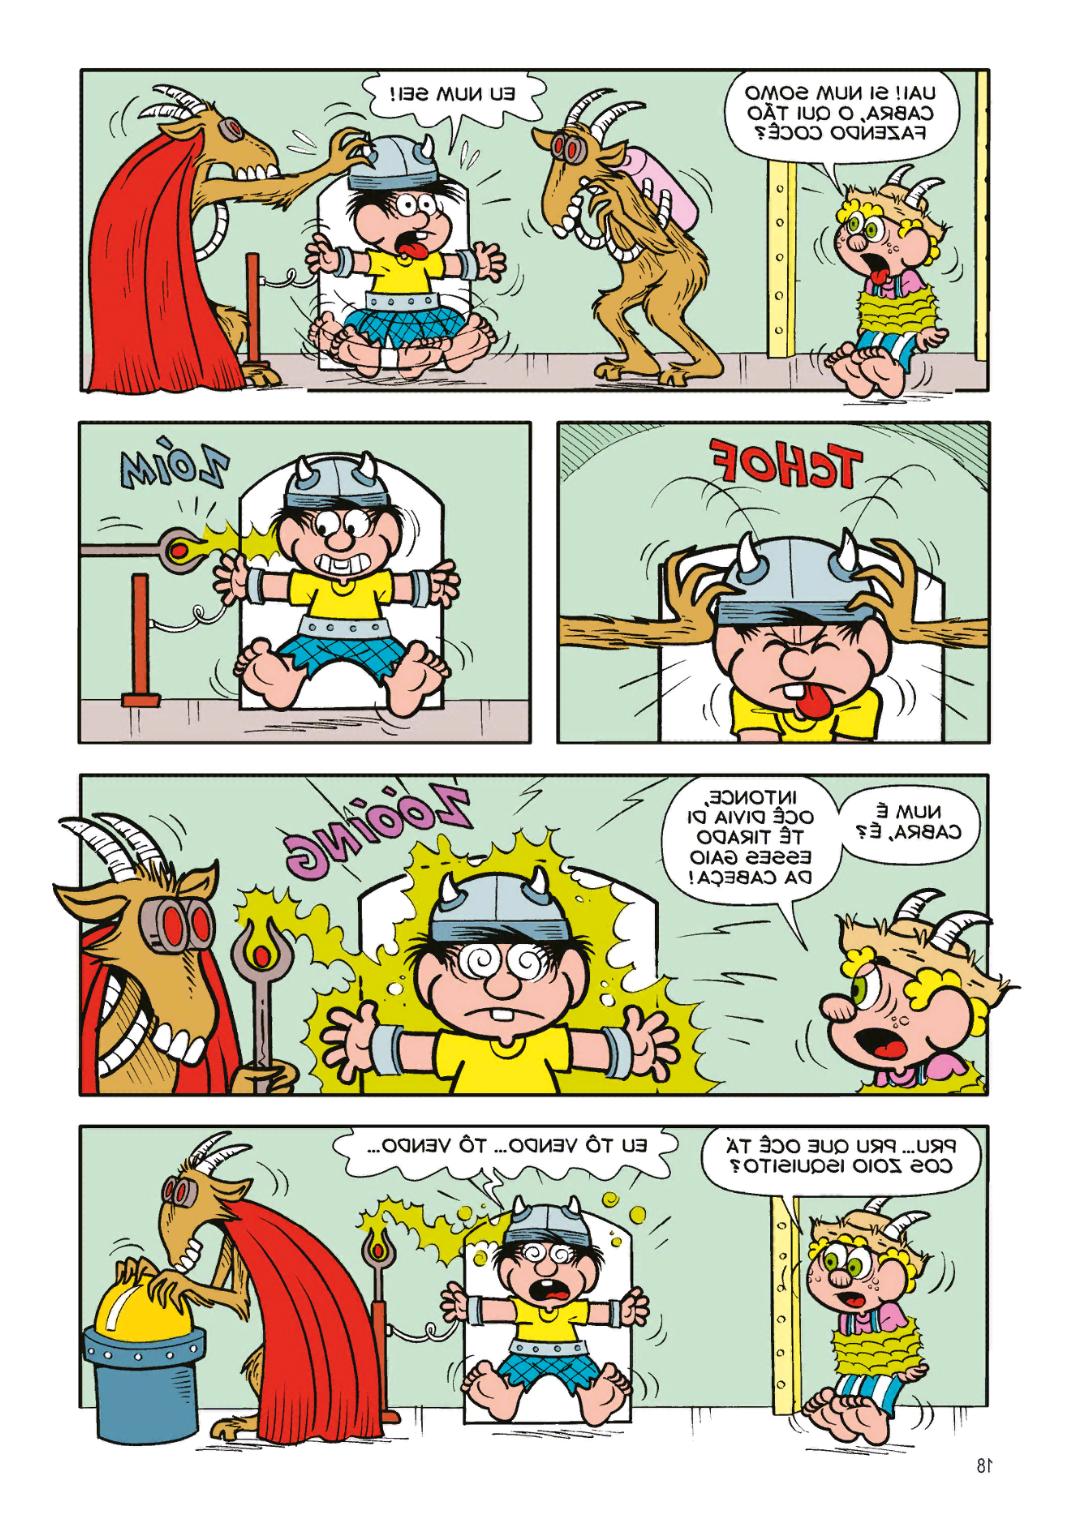 UAI! SI NUM SOMO
CABRA, O QUI TÃO
FAZENDO COCÊ?
EU NUM SEI!
TCHOF
ZÓIM
NUM É
CABRA, É?
INTONCE,
OCÊ DIVIA DI
TÊ TIRADO
ESSES GAIO
DA CABEÇA!
ZÓÓING
PRU... PRU QUE OCÊ TÁ
COS ZOIO ISQUISITO?
EU TÔ VENDO... TÔ VENDO...
18